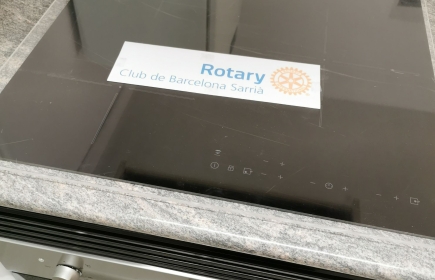 Rotary
Club de Barcelona Sarrià